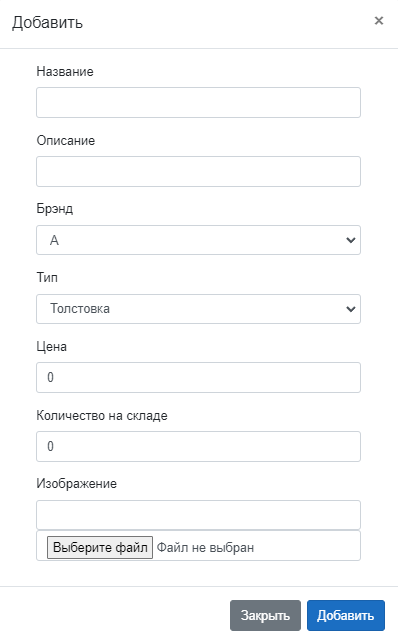 Добавить ×
Название
Описание
Брэнд
A
Тип
Толстовка
Цена
0
Количество на складе
0
Изображение
Выберите файл Файл не выбран
Закрыть Добавить